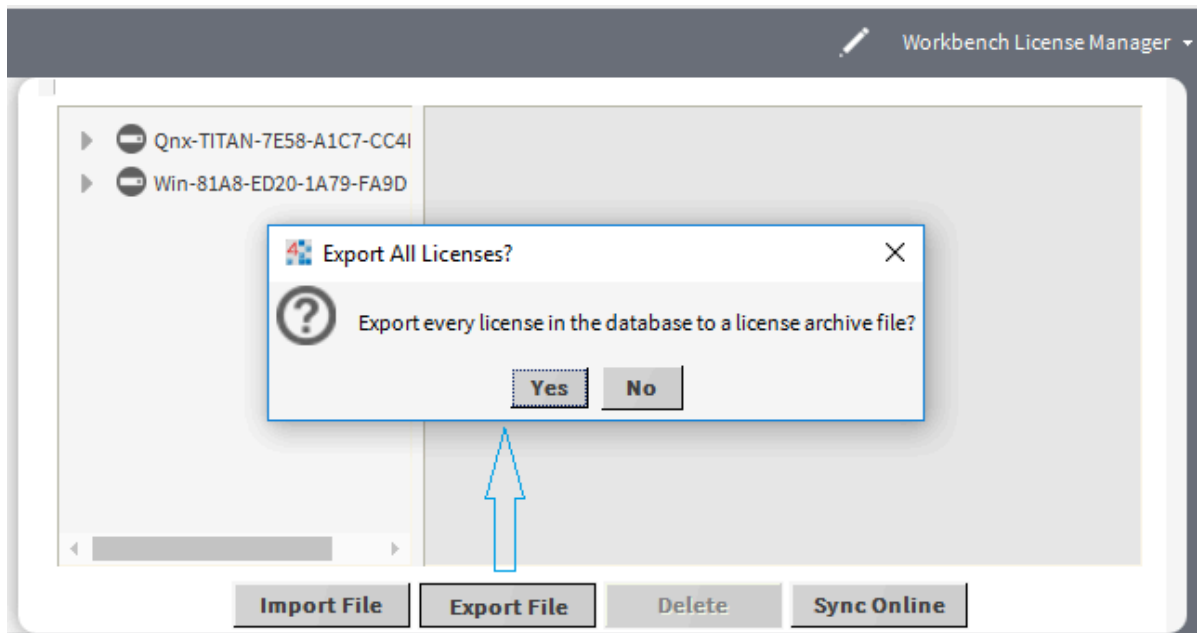 Workbench License Manager
Qnx-TITAN-7E58-A1C7-CC4
Win-81A8-ED20-1A79-FA9D
Export All Licenses?
Export every license in the database to a license archive file?
Yes No
Import File Export File Delete Sync Online